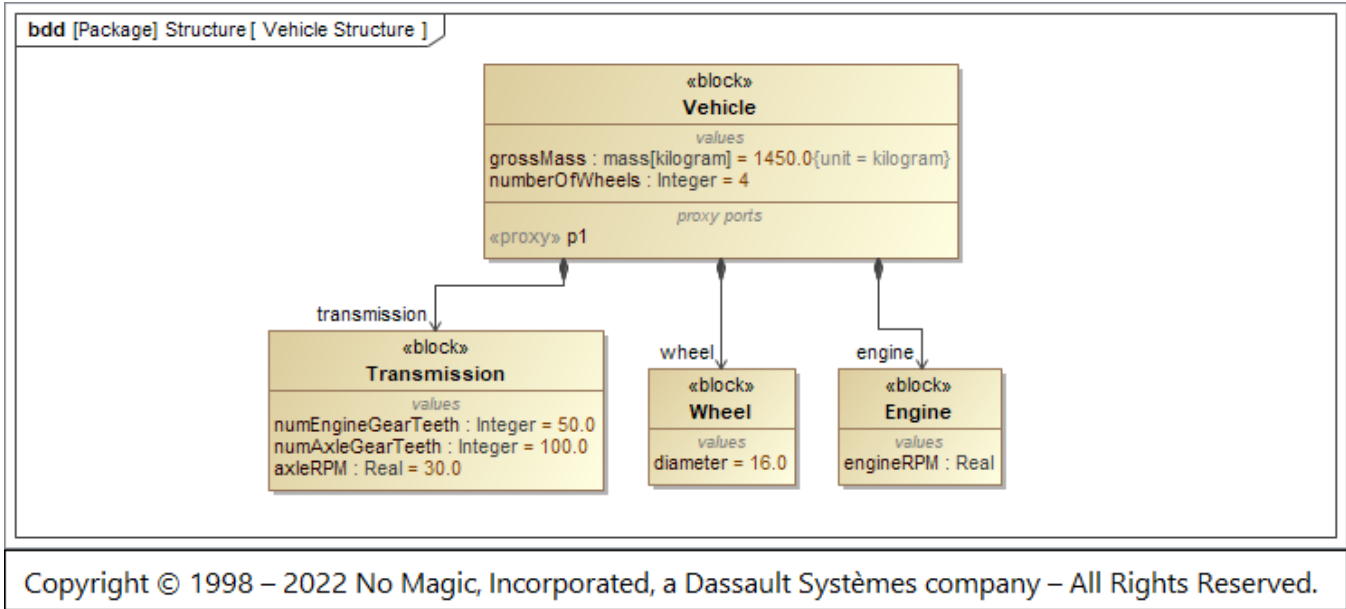 bdd [Package] Structure [ Vehicle Structure ]
«block»
Vehicle
values
grossMass : mass[kilogram] = 1450.0{unit = kilogram}
numberOfWheels : Integer = 4
proxy ports
«proxy» p1
transmission
«block»
Transmission
values
numEngineGearTeeth : Integer = 50.0
numAxleGearTeeth : Integer = 100.0
axleRPM : Real = 30.0
wheel
«block»
Wheel
values
diameter = 16.0
engine
«block»
Engine
values
engineRPM : Real
Copyright © 1998 – 2022 No Magic, Incorporated, a Dassault Systèmes company – All Rights Reserved.